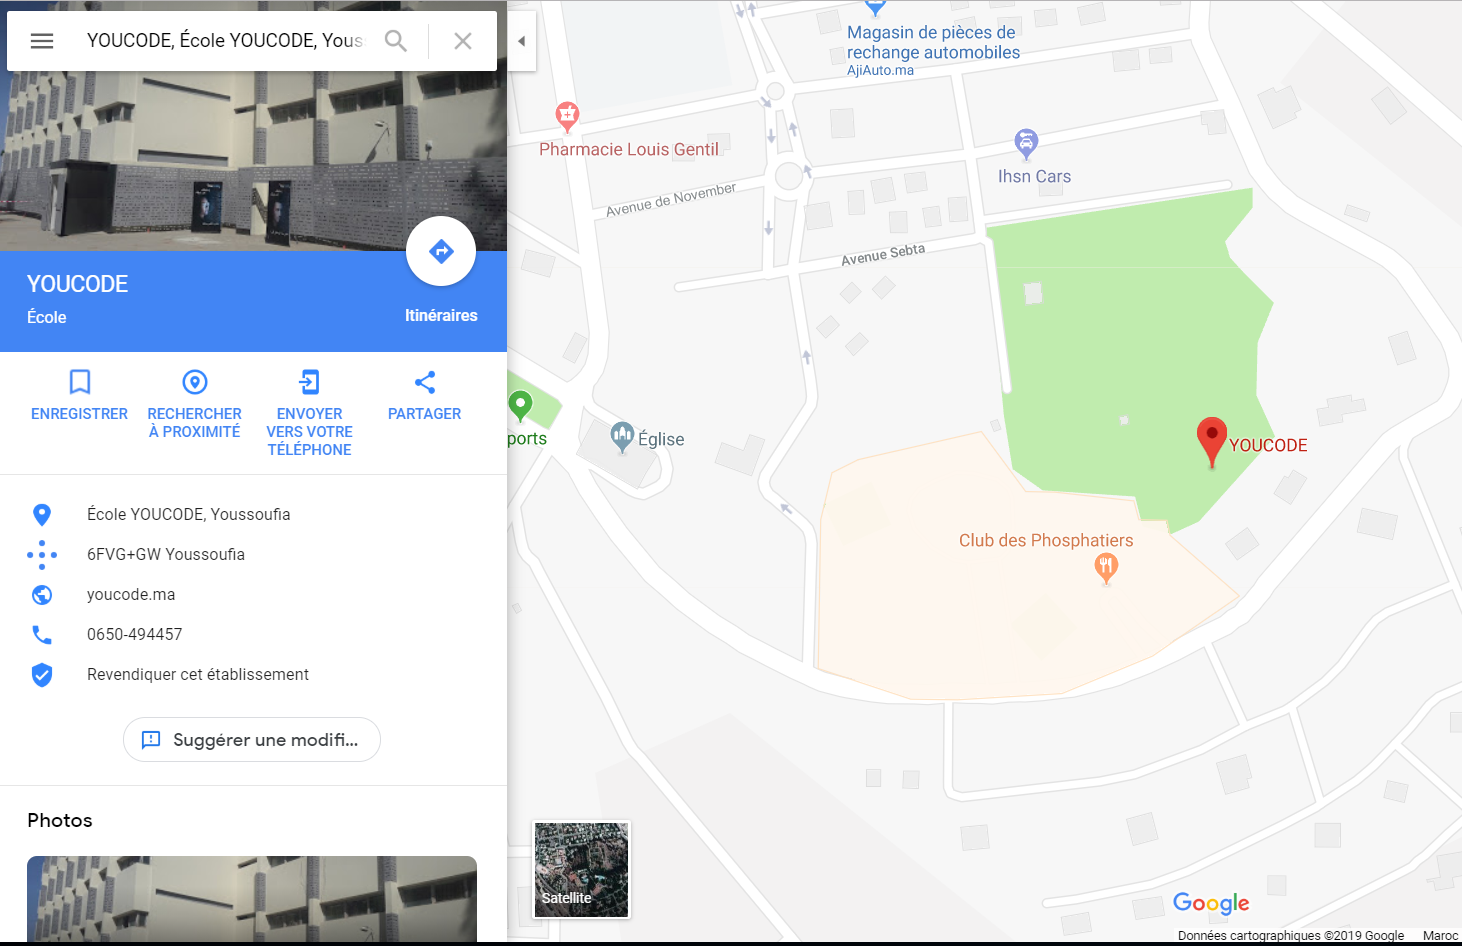 YOUCODE, École YOUCODE, Yous
YOUCODE
École
Itinéraires
ENREGISTRER
RECHERCHER
À PROXIMITÉ
ENVOYER
VERS VOTRE
TÉLÉPHONE
PARTAGER
École YOUCODE, Youssoufia
6FVG+GW Youssoufia
youcode.ma
0650-494457
Revendiquer cet établissement
Suggérer une modifi...
Photos
Magasin de pièces de
rechange automobiles
AjiAuto.ma
Pharmacie Louis Gentil
Ihsn Cars
Avenue de November
Avenue Sebta
ports
Église
YOUCODE
Club des Phosphatiers
Satellite
Google
Données cartographiques ©2019 Google
Maroc